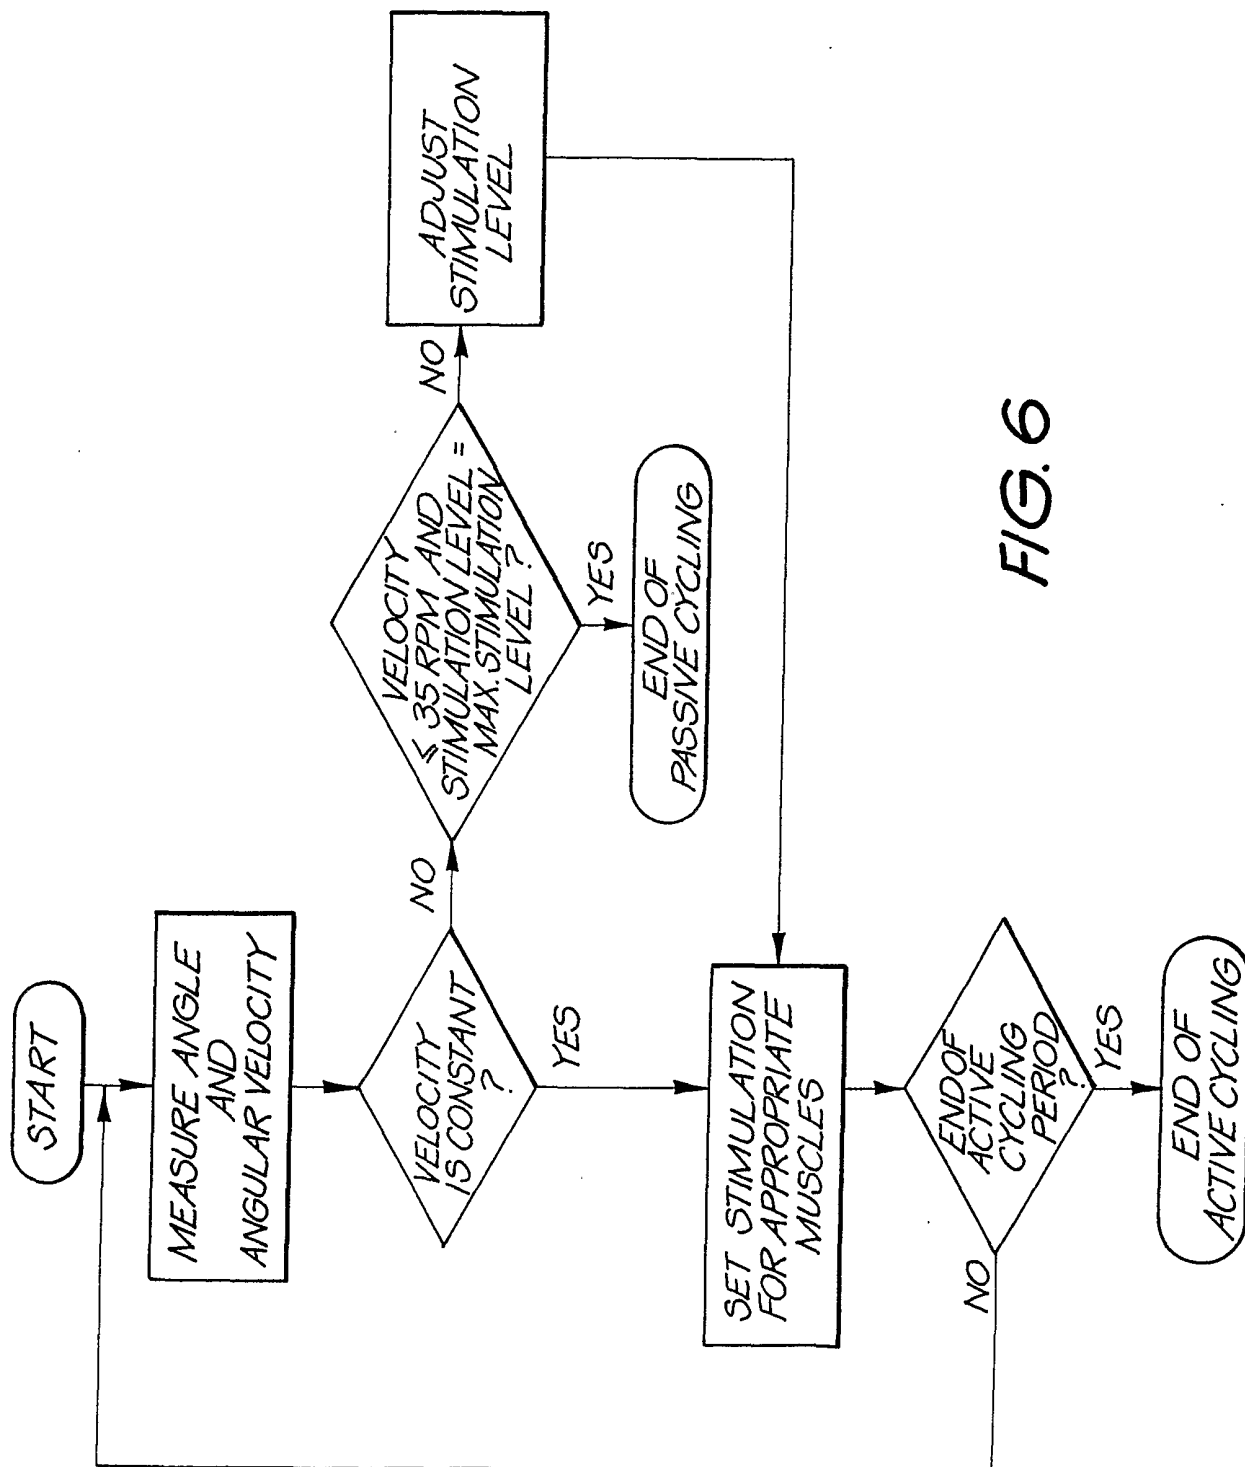 START
MEASURE ANGLE
AND
ANGULAR VELOCITY
VELOCITY
IS CONSTANT
?
NO
YES
VELOCITY
≤ 35 RPM AND
STIMULATION LEVEL =
MAX. STIMULATION
LEVEL ?
NO
YES
ADJUST
STIMULATION
LEVEL
END OF
PASSIVE CYCLING
SET STIMULATION
FOR APPROPRIATE
MUSCLES
END OF
ACTIVE
CYCLING
PERIOD
?
NO
YES
END OF
ACTIVE CYCLING
FIG. 6